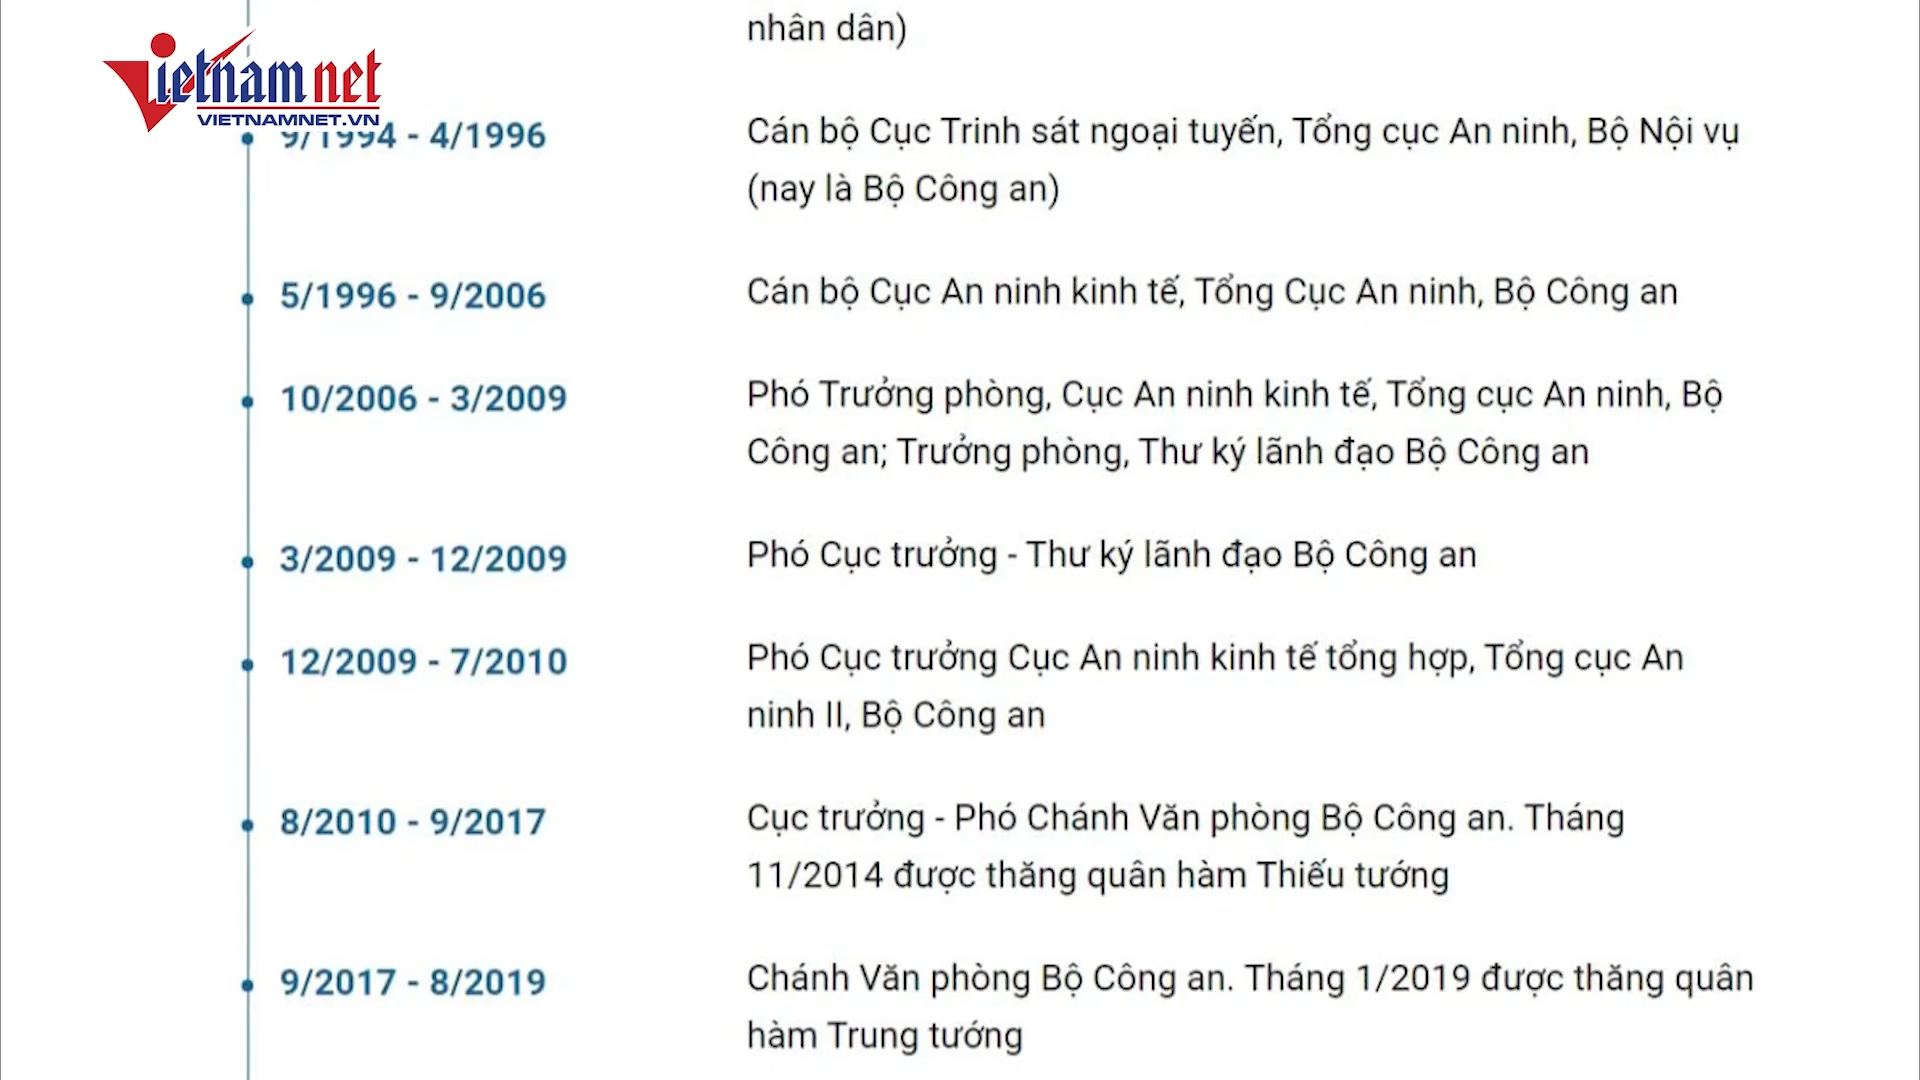 nhân dân)
Vietnamnet
VIETNAMNET.VN
9/1994 - 4/1996
Cán bộ Cục Trinh sát ngoại tuyến, Tổng cục An ninh, Bộ Nội vụ
(nay là Bộ Công an)
5/1996 - 9/2006
Cán bộ Cục An ninh kinh tế, Tổng Cục An ninh, Bộ Công an
10/2006 - 3/2009
Phó Trưởng phòng, Cục An ninh kinh tế, Tổng cục An ninh, Bộ
Công an; Trưởng phòng, Thư ký lãnh đạo Bộ Công an
3/2009 - 12/2009
Phó Cục trưởng - Thư ký lãnh đạo Bộ Công an
12/2009 - 7/2010
Phó Cục trưởng Cục An ninh kinh tế tổng hợp, Tổng cục An
ninh II, Bộ Công an
8/2010 - 9/2017
Cục trưởng - Phó Chánh Văn phòng Bộ Công an. Tháng
11/2014 được thăng quân hàm Thiếu tướng
9/2017 - 8/2019
Chánh Văn phòng Bộ Công an. Tháng 1/2019 được thăng quân
hàm Trung tướng